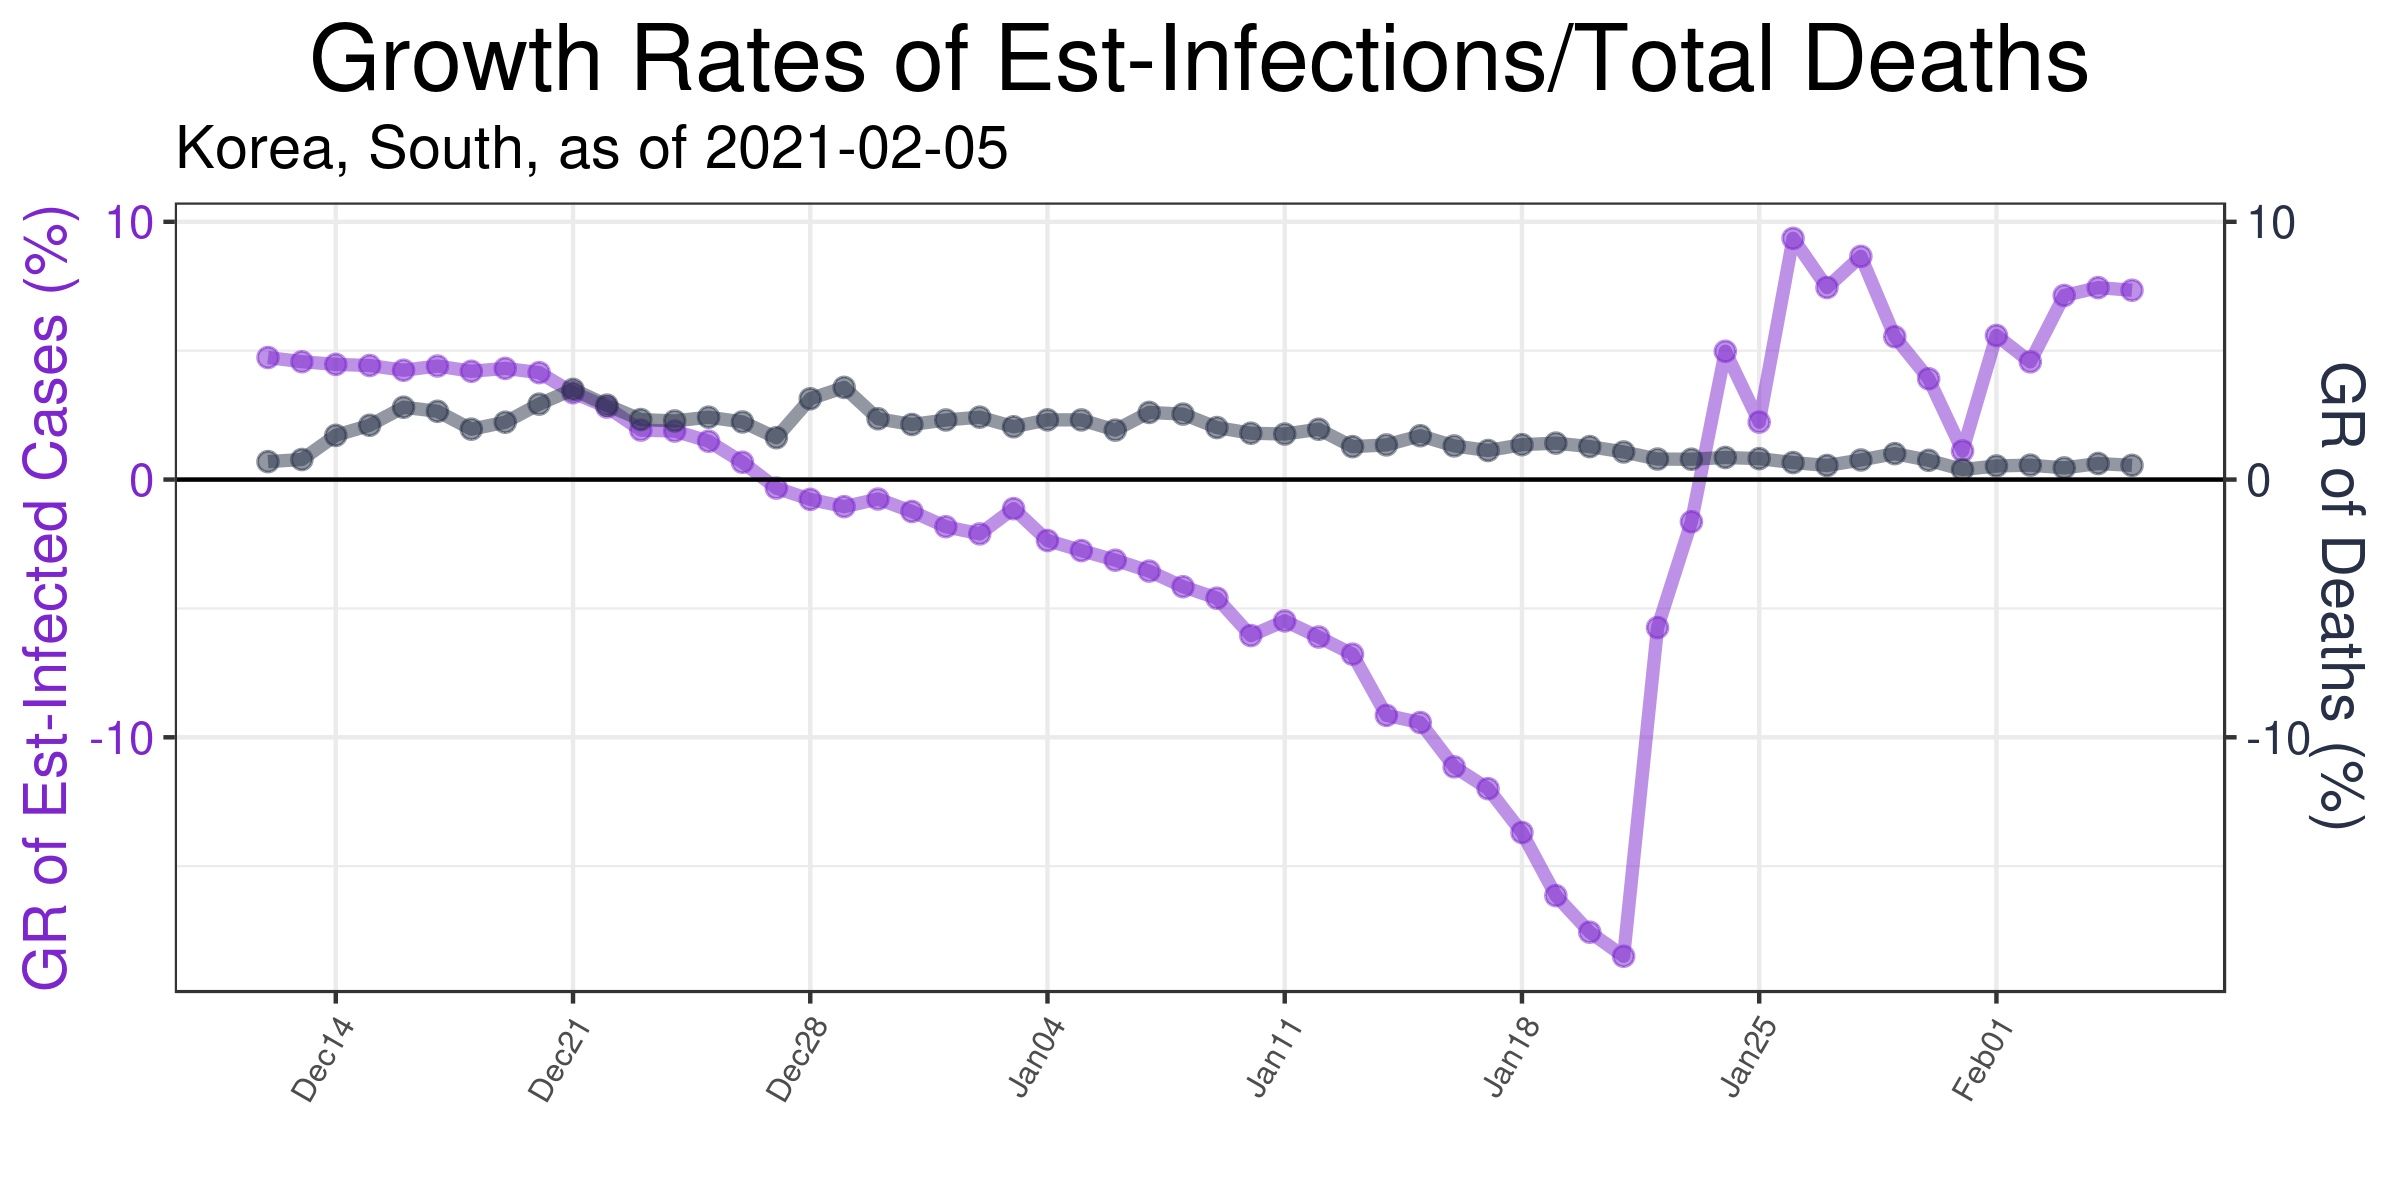 Growth Rates of Est-Infections/Total Deaths
Korea, South, as of 2021-02-05
GR of Est-Infected Cases (%)
10
0
-10
10
0
-10
GR of Deaths (%)
Dec14
Dec21
Dec28
Jan04
Jan11
Jan18
Jan25
Feb01